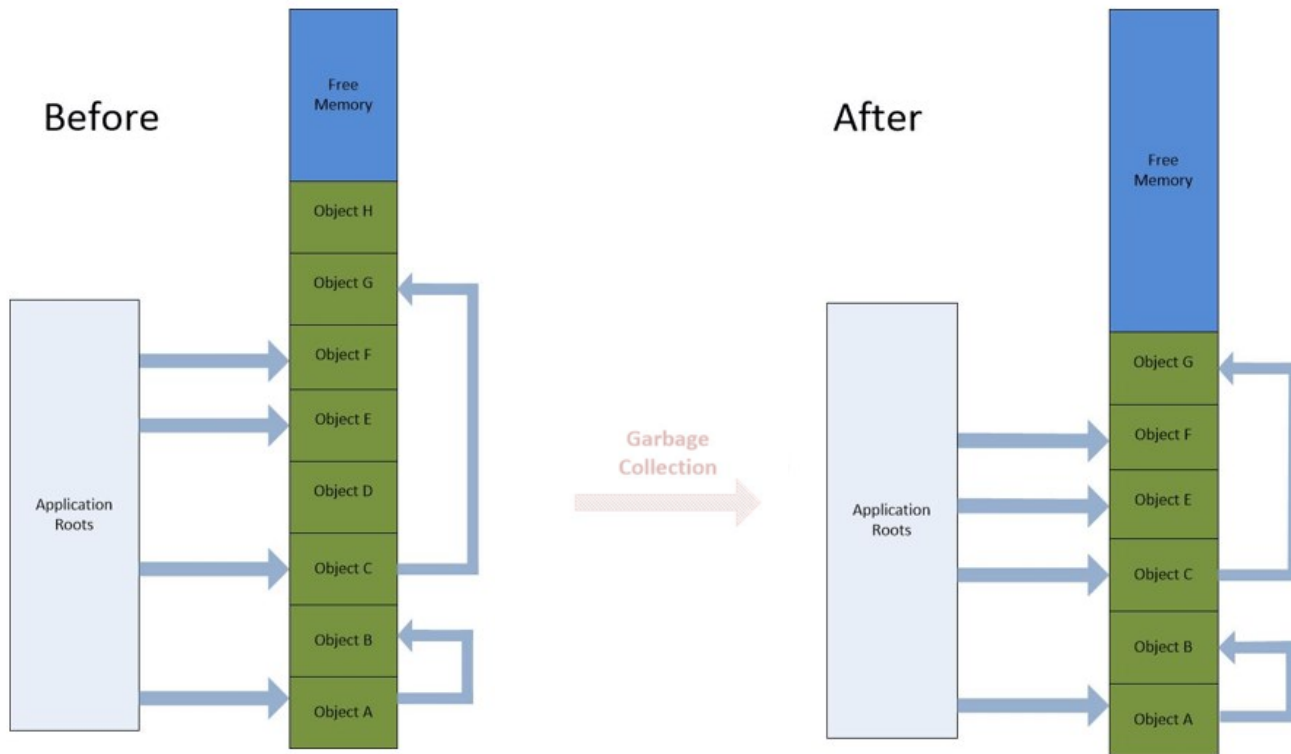 Before
Free
Memory
Object H
Object G
Object F
Object E
Object D
Object C
Object B
Object A
Application
Roots
Garbage
Collection
After
Free
Memory
Object G
Object F
Object E
Object C
Object B
Object A
Application
Roots